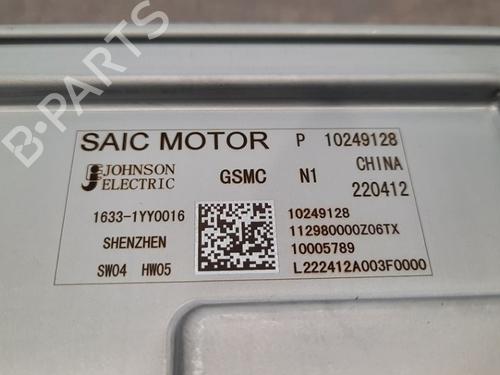 SAIC MOTOR P 10249128
JOHNSON ELECTRIC GSMC N1 CHINA
220412
1633-1YY0016 10249128
SHENZHEN 112980000Z06TX
10005789
SW04 HW05 L222412A003F0000
B-PARTS